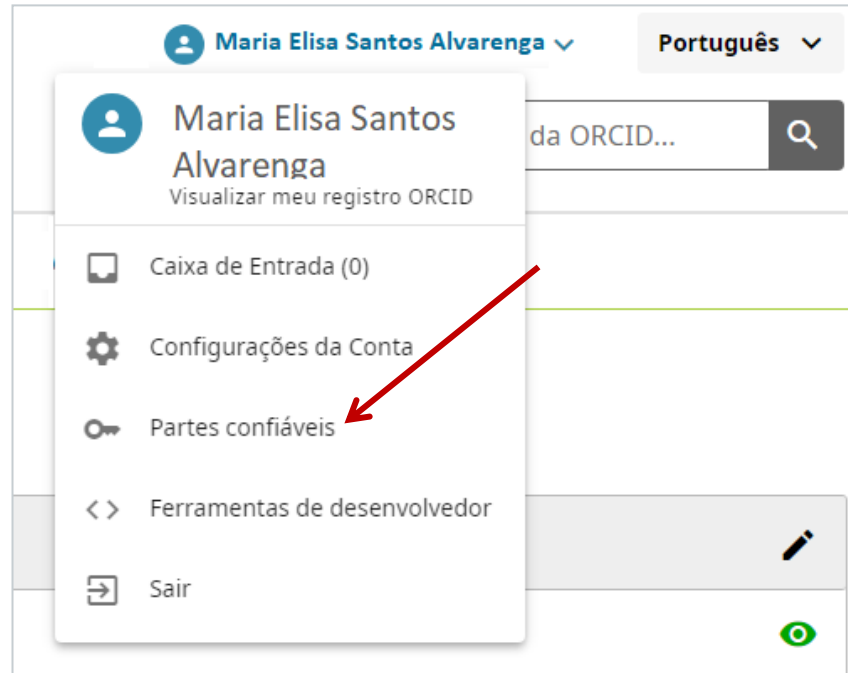 Maria Elisa Santos Alvarenga
Português
Maria Elisa Santos
Alvarenga
Visualizar meu registro ORCID
da ORCID...
Caixa de Entrada (0)
Configurações da Conta
Partes confiáveis
Ferramentas de desenvolvedor
Sair